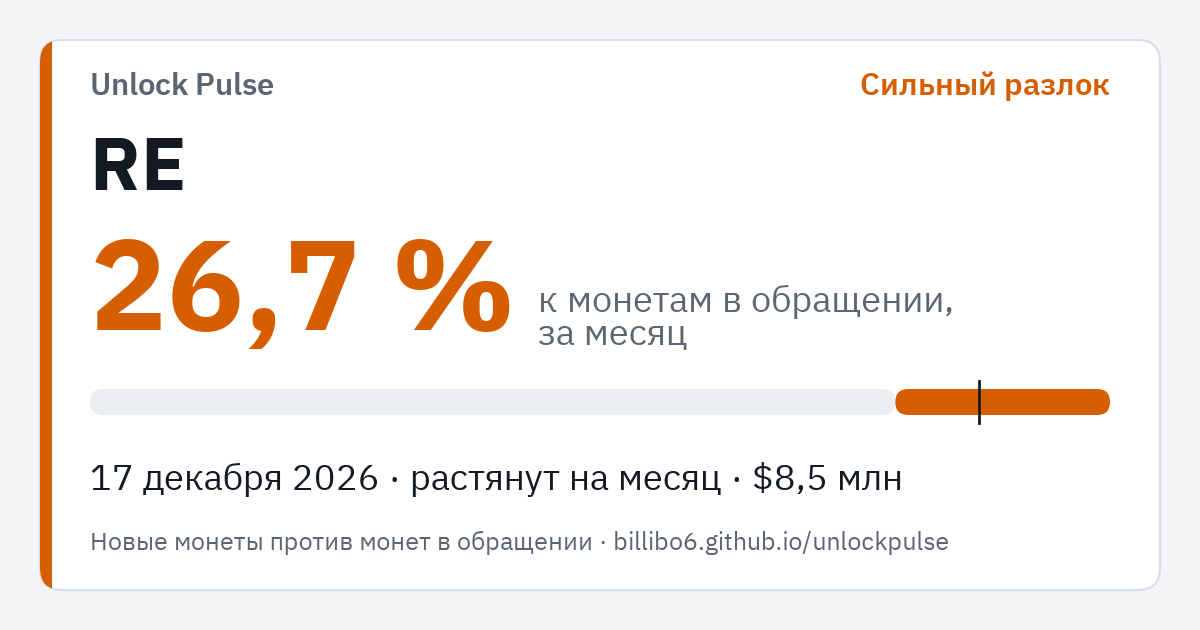 Unlock Pulse
Сильный разлок
RE
26,7 %
к монетам в обращении,
за месяц
17 декабря 2026 · растянут на месяц · $8,5 млн
Новые монеты против монет в обращении · billibo6.github.io/unlockpulse